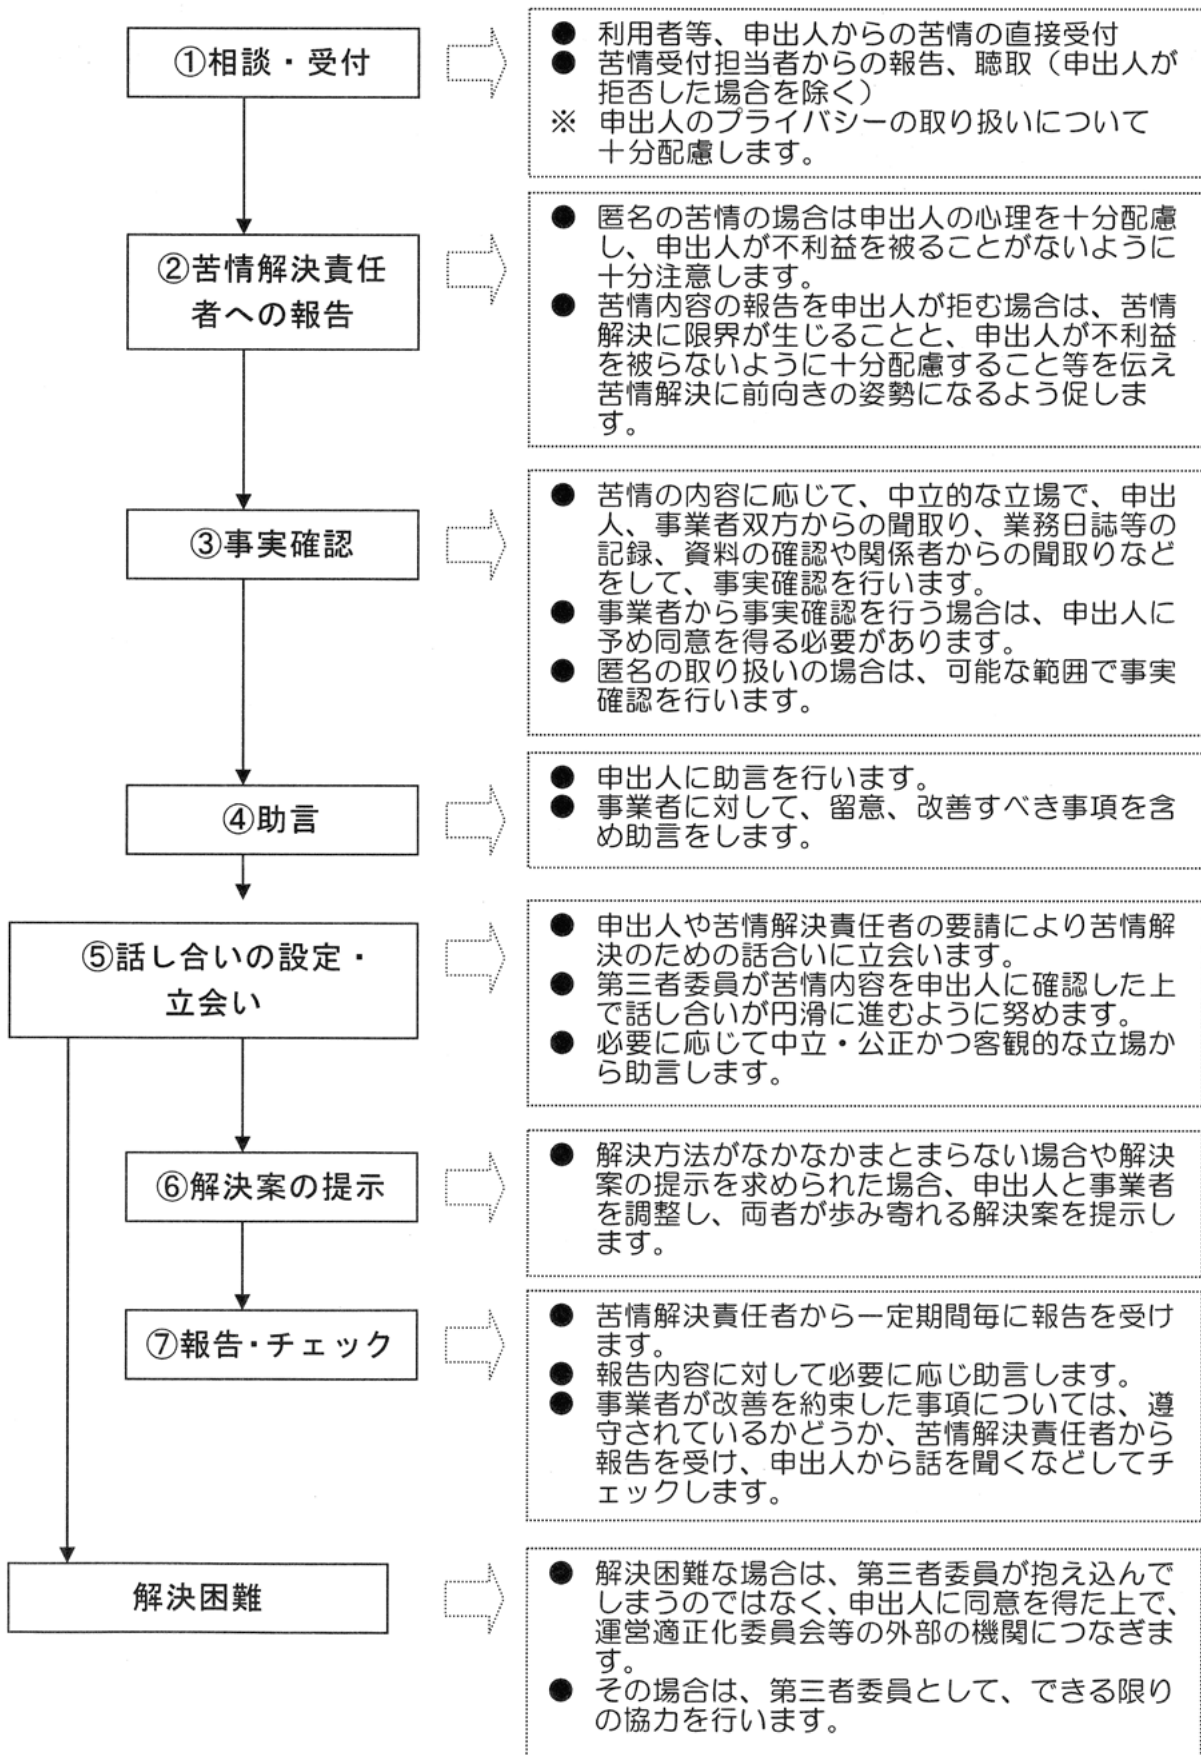 ①相談・受付
● 利用者等、申出人からの苦情の直接受付
● 苦情受付担当者からの報告、聴取（申出人が
拒否した場合を除く）
※ 申出人のプライバシーの取り扱いについて
十分配慮します。
②苦情解決責任
者への報告
● 匿名の苦情の場合は申出人の心理を十分配慮
し、申出人が不利益を被ることがないように
十分注意します。
● 苦情内容の報告を申出人が拒む場合は、苦情
解決に限界が生じることと、申出人が不利益
を被らないように十分配慮すること等を伝え
苦情解決に前向きの姿勢になるよう促しま
す。
③事実確認
● 苦情の内容に応じて、中立的な立場で、申出
人、事業者双方からの聞取り、業務日誌等の
記録、資料の確認や関係者からの聞取りなど
をして、事実確認を行います。
● 事業者から事実確認を行う場合は、申出人に
予め同意を得る必要があります。
● 匿名の取り扱いの場合は、可能な範囲で事実
確認を行います。
④助言
● 申出人に助言を行います。
● 事業者に対して、留意、改善すべき事項を含
め助言をします。
⑤話し合いの設定・
立会い
● 申出人や苦情解決責任者の要請により苦情解
決のための話合いに立会います。
● 第三者委員が苦情内容を申出人に確認した上
で話し合いが円滑に進むように努めます。
● 必要に応じて中立・公正かつ客観的な立場か
ら助言します。
⑥解決案の提示
● 解決方法がなかなかまとまらない場合や解決
案の提示を求められた場合、申出人と事業者
を調整し、両者が歩み寄れる解決案を提示し
ます。
⑦報告・チェック
● 苦情解決責任者から一定期間毎に報告を受け
ます。
● 報告内容に対して必要に応じ助言します。
● 事業者が改善を約束した事項については、遵
守されているかどうか、苦情解決責任者から
報告を受け、申出人から話を聞くなどしてチ
ェックします。
解決困難
● 解決困難な場合は、第三者委員が抱え込んで
しまうのではなく、申出人に同意を得た上で、
運営適正化委員会等の外部の機関につなぎま
す。
● その場合は、第三者委員として、できる限り
の協力を行います。